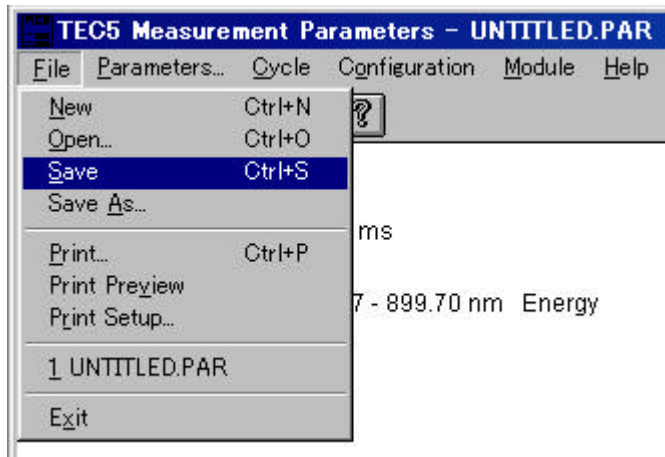 TEC5 Measurement Parameters - UNTITLED.PAR
File Parameters... Cycle Configuration Module Help
New Ctrl+N
Open... Ctrl+O
Save Ctrl+S
Save As...
ms
Print... Ctrl+P
Print Preview
7 - 899.70 nm Energy
Print Setup...
1 UNTITLED.PAR
Exit